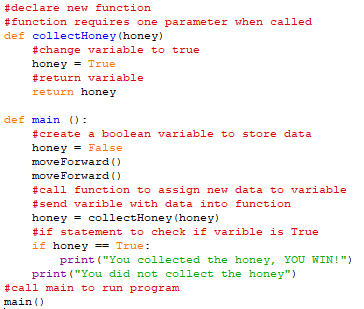 #declare new function
#function requires one parameter when called
def collectHoney(honey)
    #change variable to true
    honey = True
    #return variable
    return honey

def main ():
    #create a boolean variable to store data
    honey = False
    moveForward()
    moveForward()
    #call function to assign new data to variable
    #send varible with data into function
    honey = collectHoney(honey)
    #if statement to check if varible is True
    if honey == True:
        print("You collected the honey, YOU WIN!")
    print("You did not collect the honey")
#call main to run program
main()